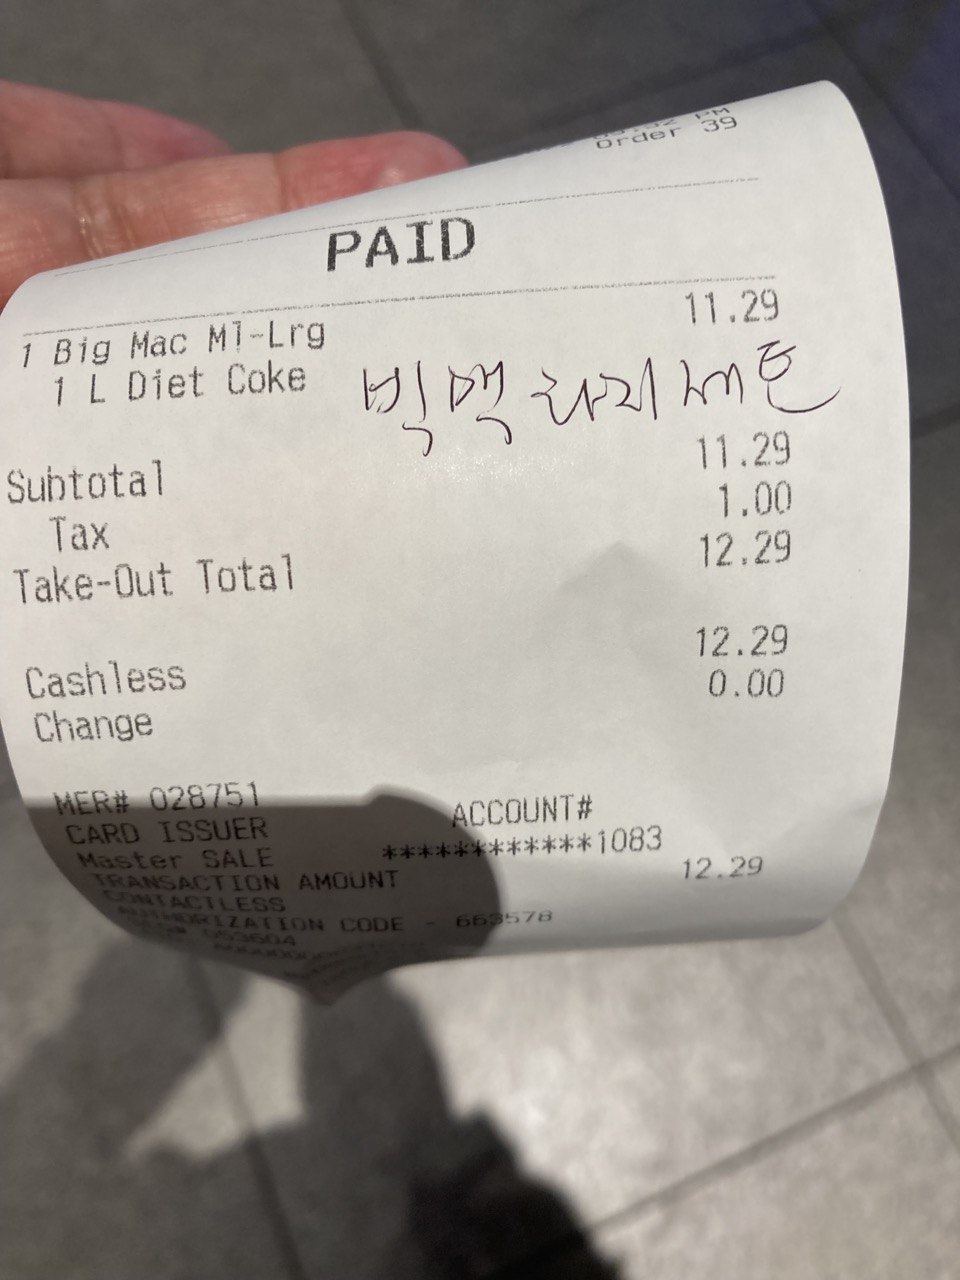 Order 39
PAID
1 Big Mac Ml-Lrg 11.29
1 L Diet Coke
빅맥 라지 세트
Subtotal 11.29
Tax 1.00
Take-Out Total 12.29
Cashless 12.29
Change 0.00
MER# 028751
CARD ISSUER ACCOUNT#
Master SALE ************1083
TRANSACTION AMOUNT 12.29
CONTACTLESS
AUTHORIZATION CODE - 663578